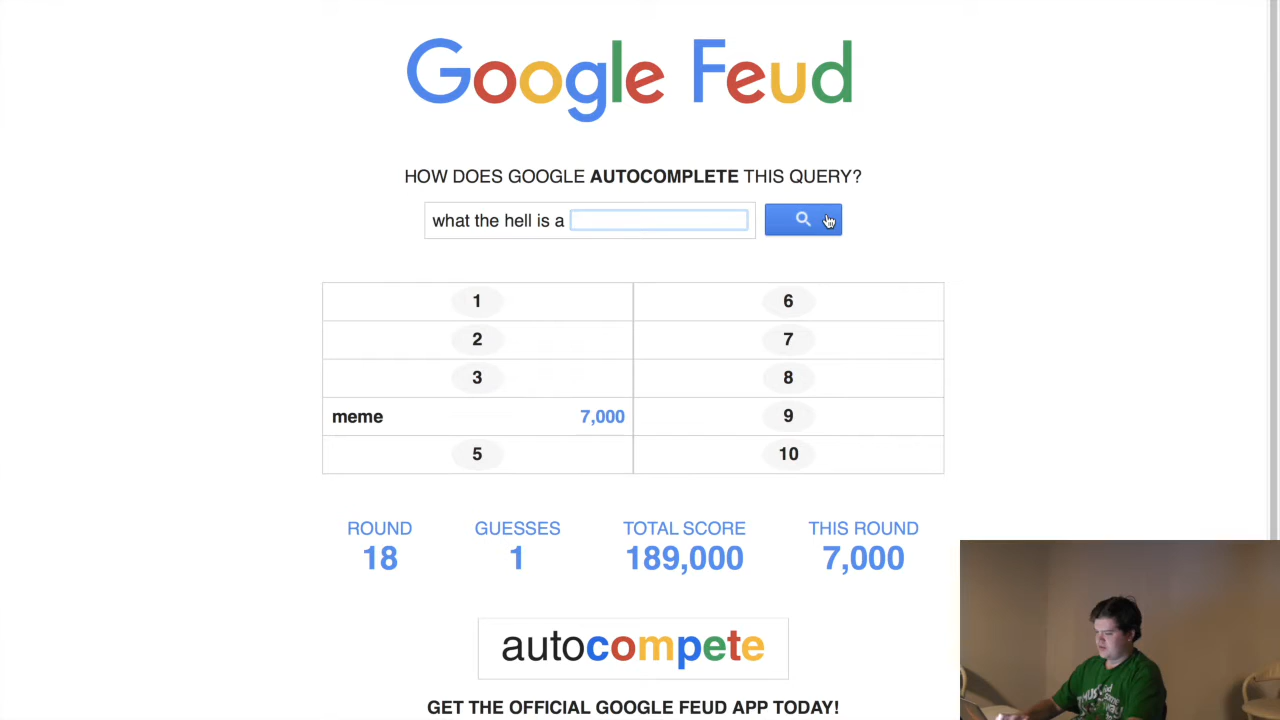 Google Feud
HOW DOES GOOGLE AUTOCOMPLETE THIS QUERY?
what the hell is a
1
2
3
meme 7,000
5
6
7
8
9
10
ROUND
18
GUESSES
1
TOTAL SCORE
189,000
THIS ROUND
7,000
autocompete
GET THE OFFICIAL GOOGLE FEUD APP TODAY!